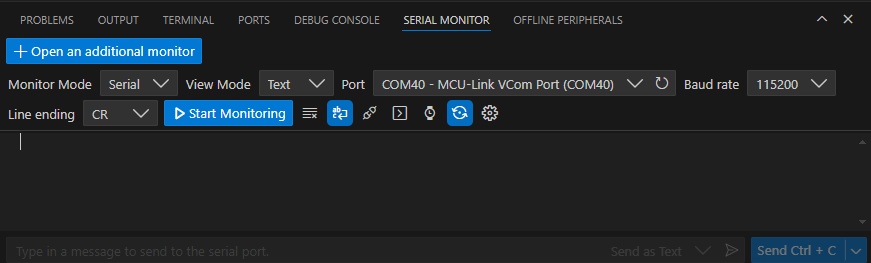 PROBLEMS OUTPUT TERMINAL PORTS DEBUG CONSOLE SERIAL MONITOR OFFLINE PERIPHERALS
+ Open an additional monitor
Monitor Mode Serial View Mode Text Port COM40 - MCU-Link VCom Port (COM40) Baud rate 115200
Line ending CR Start Monitoring
Type in a message to send to the serial port. Send as Text Send Ctrl + C